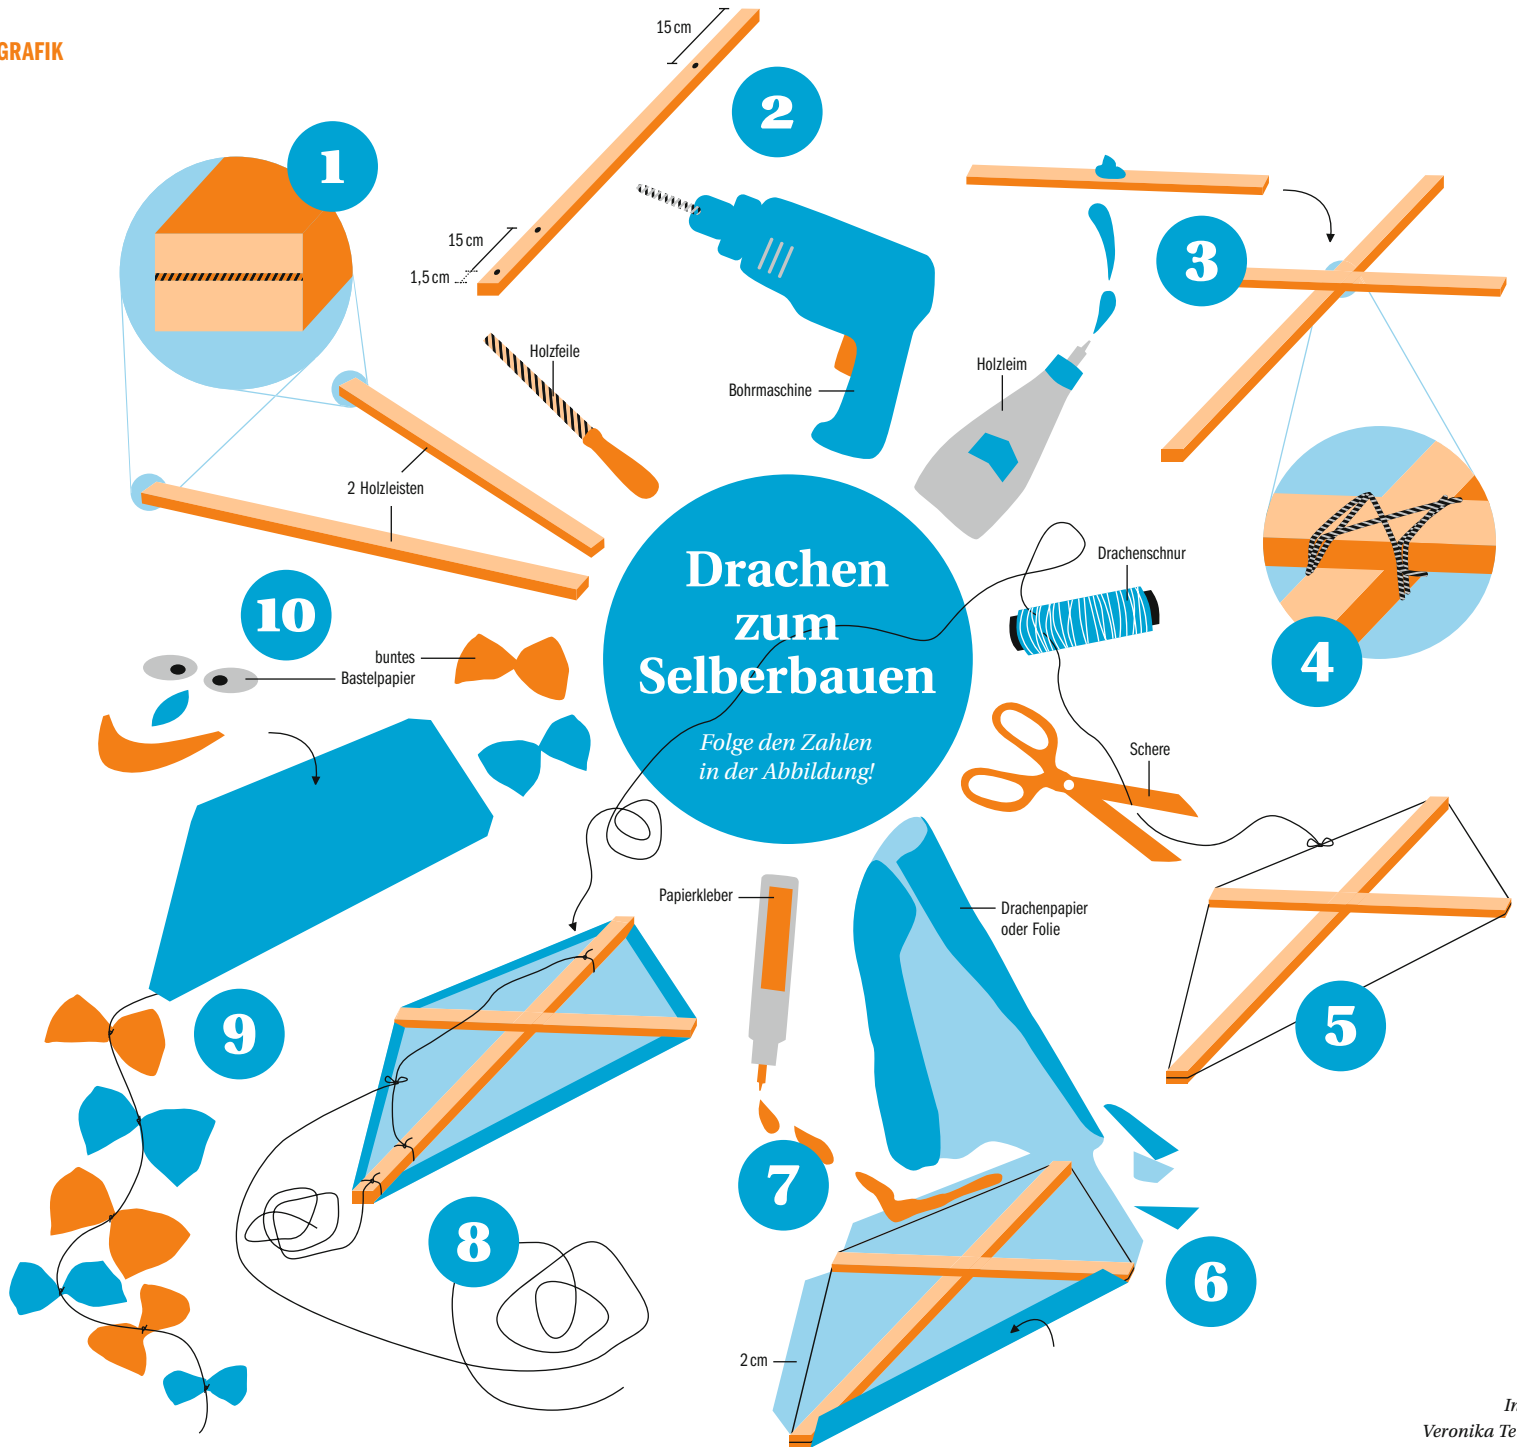 GRAFIK
1
2
15 cm
15 cm
1,5 cm
3
Holzfeile
Bohrmaschine
Holzleim
2 Holzleisten
Drachen
zum
Selberbauen
Folge den Zahlen
in der Abbildung!
Drachenschnur
4
10
buntes
Bastelpapier
Schere
Papierkleber
Drachenpapier
oder Folie
5
9
7
8
6
2 cm
Veronika